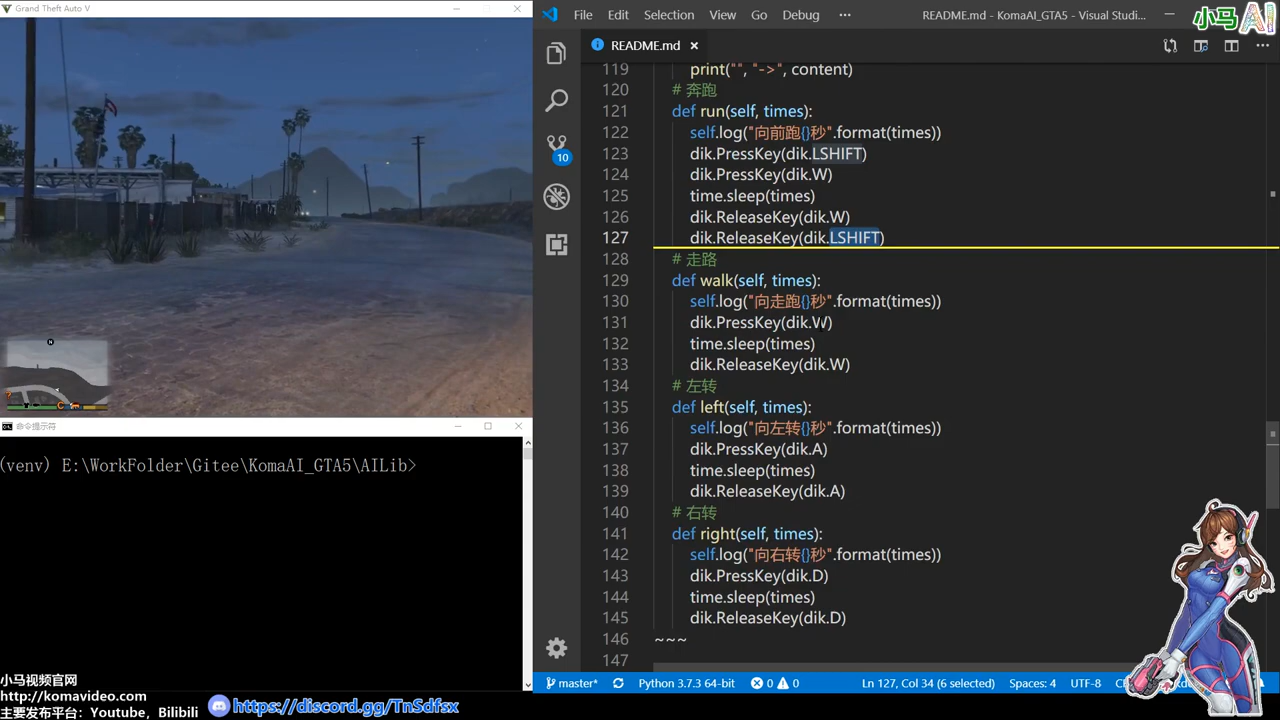 Grand Theft Auto V
N
命令提示符
(venv) E:\WorkFolder\Gitee\KomaAI_GTA5\AILib>
小马视频官网
http://komavideo.com
主要发布平台：Youtube，Bilibili
https://discord.gg/TnSdfsx
File Edit Selection View Go Debug ··· README.md - KomaAI_GTA5 - Visual Studi...
小马AI
README.md
10
119 print("", "->", content)
120 # 奔跑
121 def run(self, times):
122 self.log("向前跑{}秒".format(times))
123 dik.PressKey(dik.LSHIFT)
124 dik.PressKey(dik.W)
125 time.sleep(times)
126 dik.ReleaseKey(dik.W)
127 dik.ReleaseKey(dik.LSHIFT)
128 # 走路
129 def walk(self, times):
130 self.log("向走跑{}秒".format(times))
131 dik.PressKey(dik.W)
132 time.sleep(times)
133 dik.ReleaseKey(dik.W)
134 # 左转
135 def left(self, times):
136 self.log("向左转{}秒".format(times))
137 dik.PressKey(dik.A)
138 time.sleep(times)
139 dik.ReleaseKey(dik.A)
140 # 右转
141 def right(self, times):
142 self.log("向右转{}秒".format(times))
143 dik.PressKey(dik.D)
144 time.sleep(times)
145 dik.ReleaseKey(dik.D)
146 ~~~
147
master* Python 3.7.3 64-bit 0 0 Ln 127, Col 34 (6 selected) Spaces: 4 UTF-8